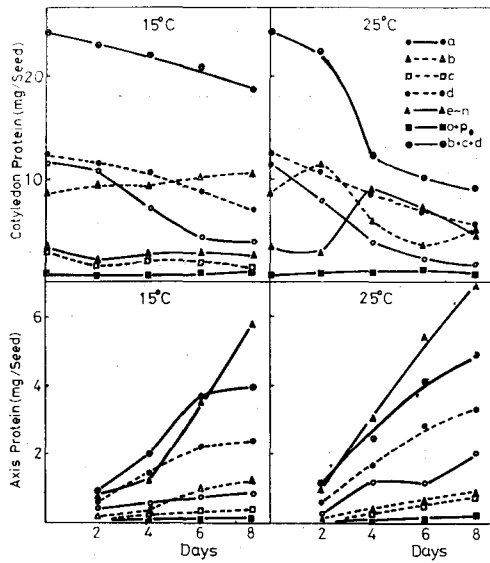 15°C
25°C
Cotyledon Protein (mg/Seed)
20
10
a
b
c
d
e~n
o+p
b+c+d
15°C
25°C
Axis Protein (mg/Seed)
6
4
2
2 4 6 8
2 4 6 8
Days
Days